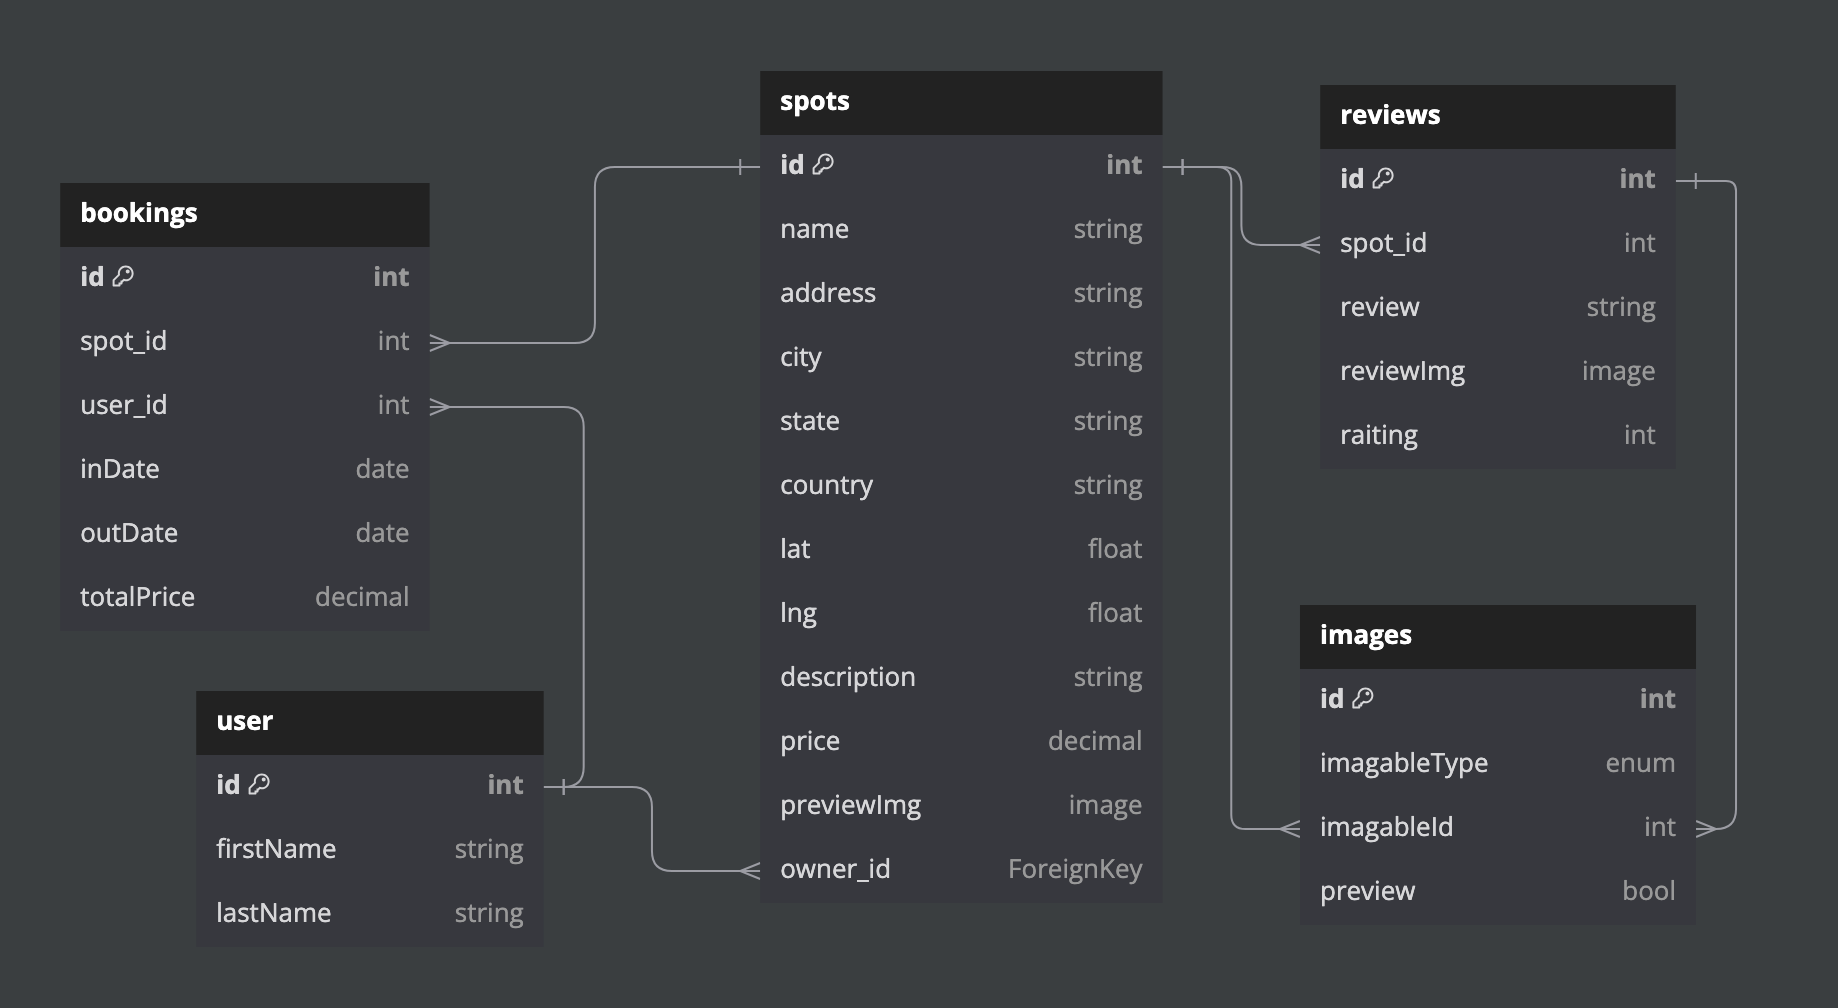 bookings
id int
spot_id int
user_id int
inDate date
outDate date
totalPrice decimal
user
id int
firstName string
lastName string
spots
id int
name string
address string
city string
state string
country string
lat float
lng float
description string
price decimal
previewImg image
owner_id ForeignKey
reviews
id int
spot_id int
review string
reviewImg image
raiting int
images
id int
imagableType enum
imagableId int
preview bool